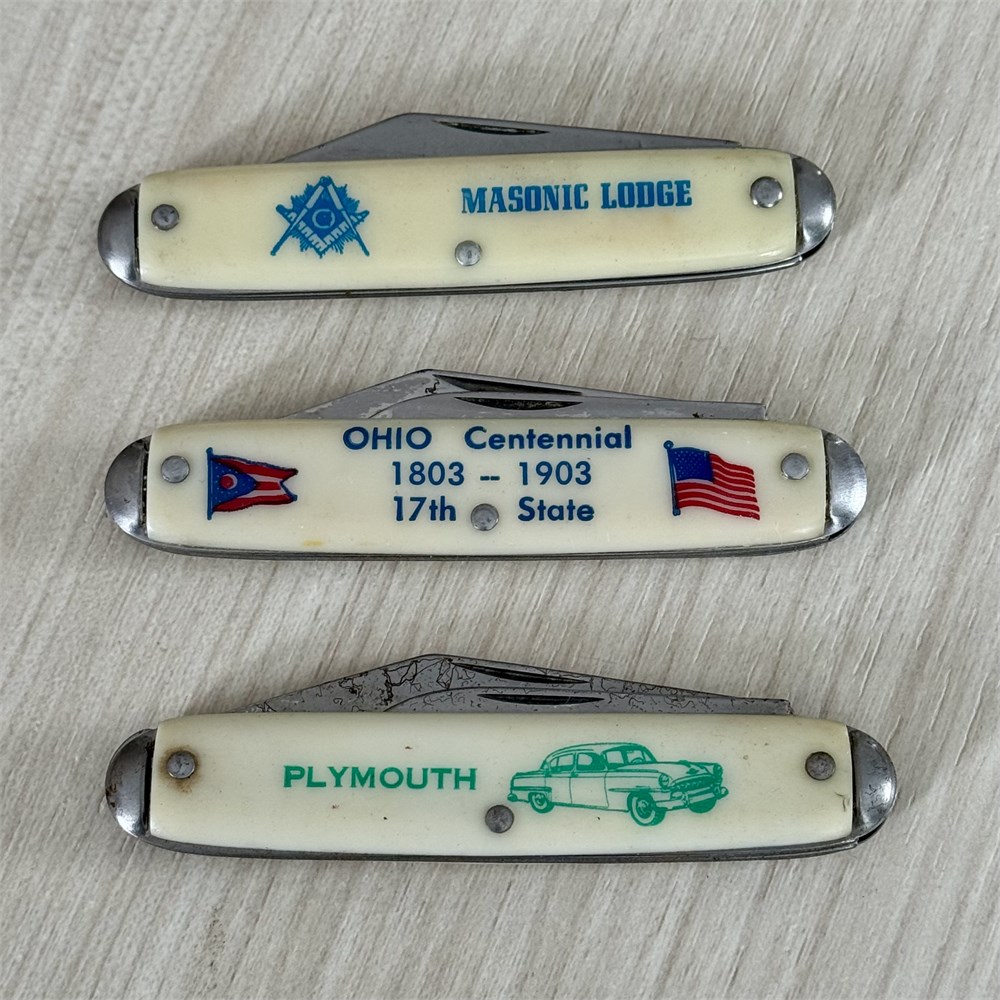 MASONIC LODGE
G
OHIO Centennial
1803 -- 1903
17th State
PLYMOUTH